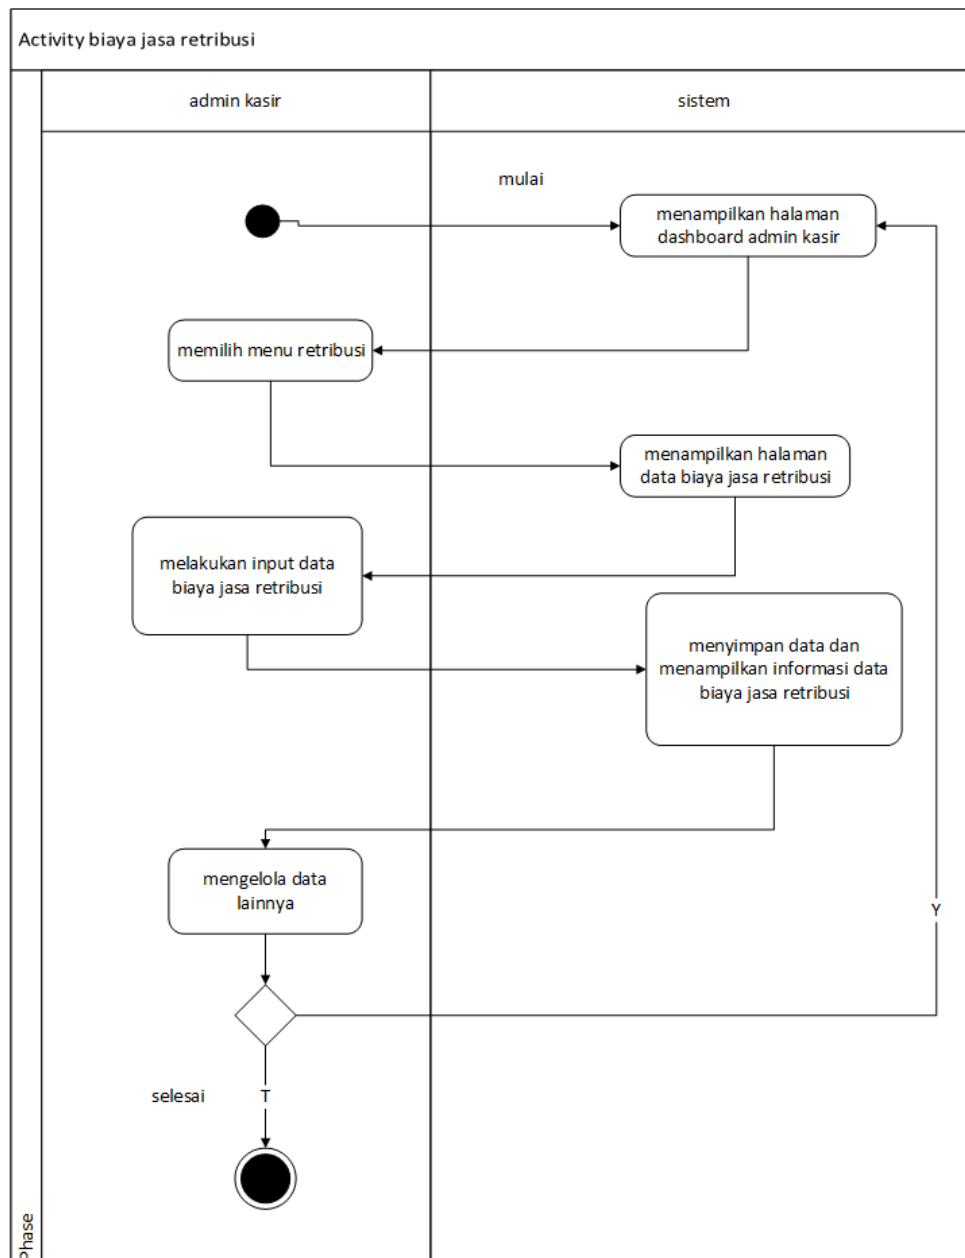 Activity biaya jasa retribusi
admin kasir
sistem
mulai
menampilkan halaman
dashboard admin kasir
memilih menu retribusi
menampilkan halaman
data biaya jasa retribusi
melakukan input data
biaya jasa retribusi
menyimpan data dan
menampilkan informasi data
biaya jasa retribusi
mengelola data
lainnya
Y
selesai
T
Phase